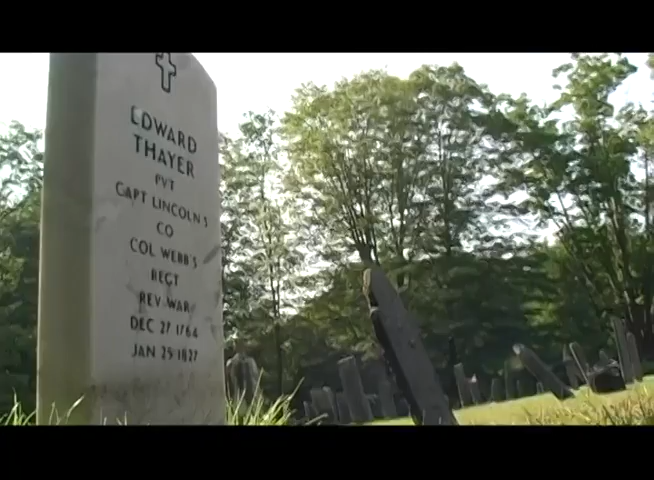 EDWARD
THAYER
PVT
CAPT LINCOLN'S
CO
COL WEBB'S
REGT
REV WAR
DEC 27 1764
JAN 25 1827